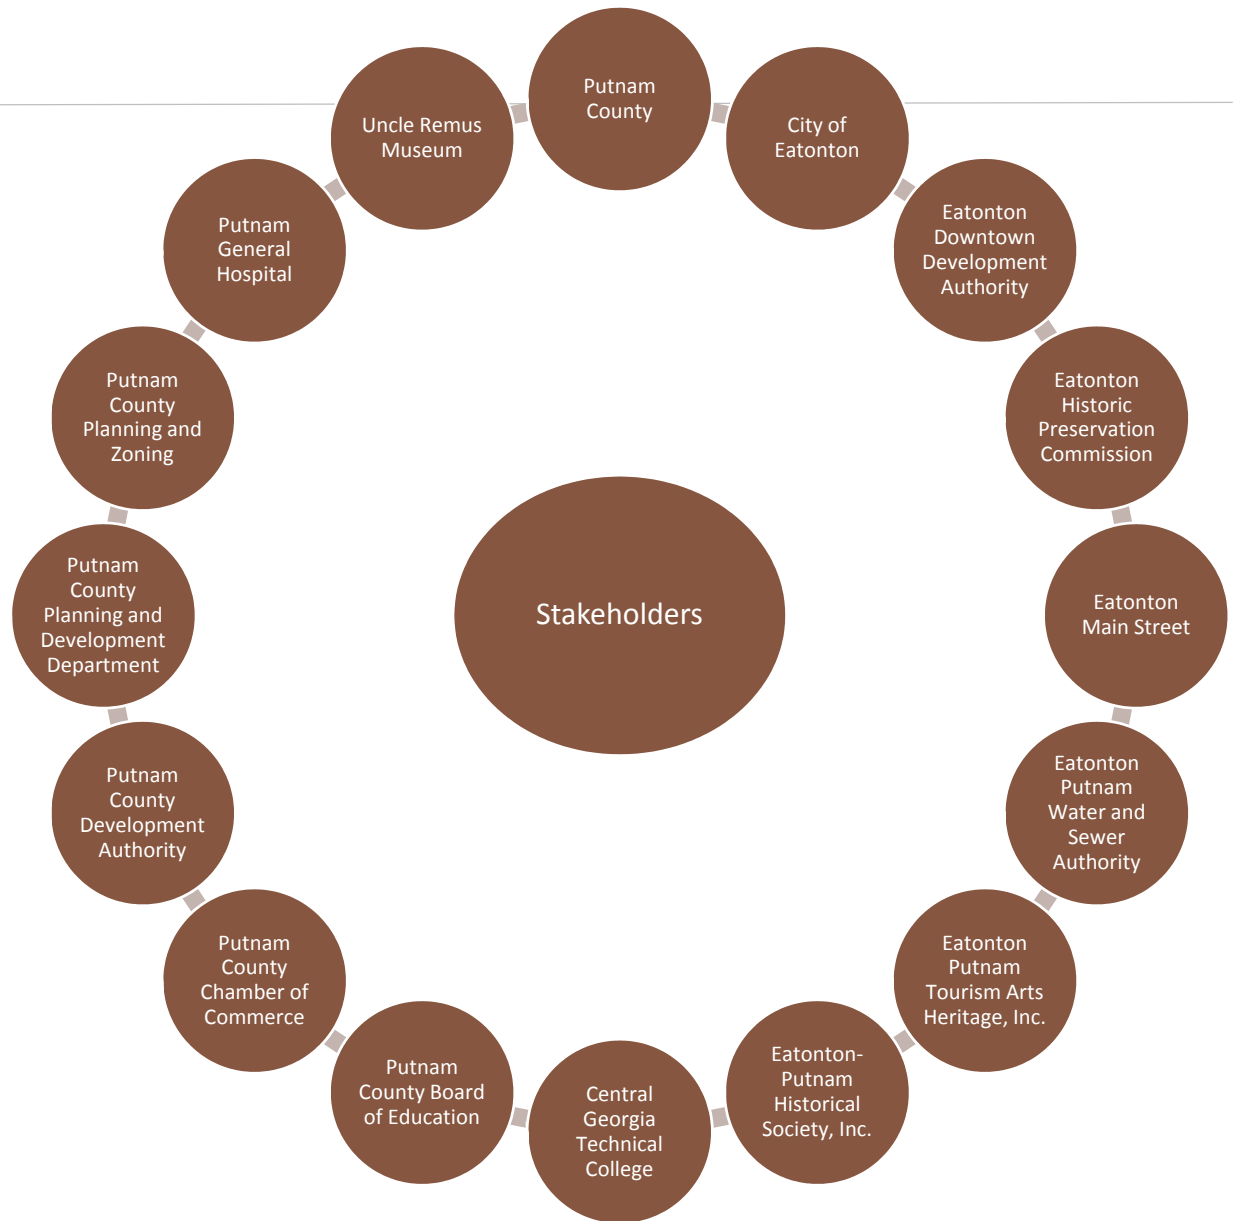 Putnam
County
City of
Eatonton
Eatonton
Downtown
Development
Authority
Eatonton
Historic
Preservation
Commission
Eatonton
Main Street
Eatonton
Putnam
Water and
Sewer
Authority
Eatonton
Putnam
Tourism Arts
Heritage, Inc.
Eatonton-
Putnam
Historical
Society, Inc.
Central
Georgia
Technical
College
Putnam
County Board
of Education
Putnam
County
Chamber of
Commerce
Putnam
County
Development
Authority
Putnam
County
Planning and
Development
Department
Putnam
County
Planning and
Zoning
Putnam
General
Hospital
Uncle Remus
Museum
Stakeholders